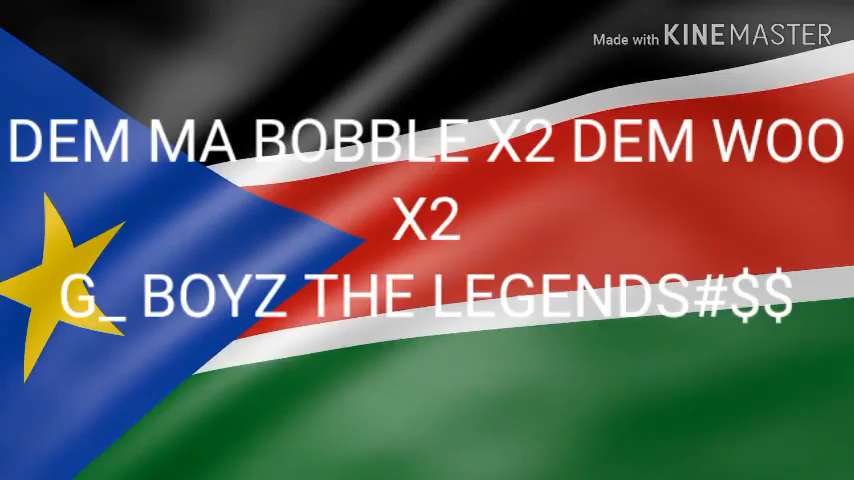 Made with KINEMASTER
DEM MA BOBBLE X2 DEM WOO
X2
G_ BOYZ THE LEGENDS#$$